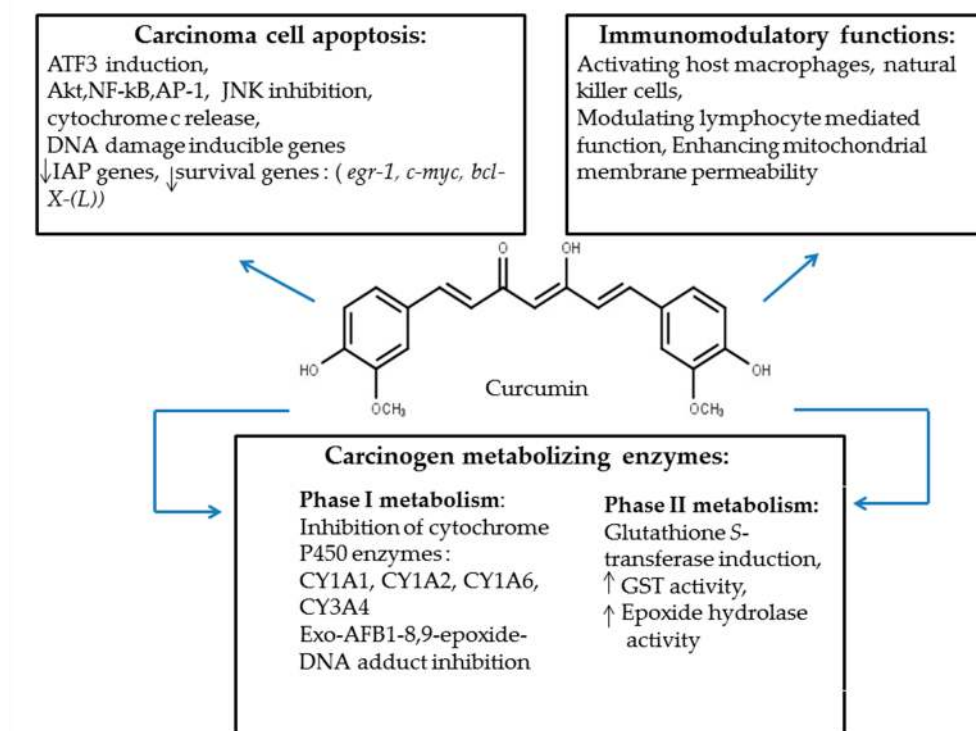 Carcinoma cell apoptosis:
ATF3 induction,
Akt,NF-kB,AP-1, JNK inhibition,
cytochrome c release,
DNA damage inducible genes
↓IAP genes, ↓survival genes : ( egr-1, c-myc, bcl-
X-(L))
Immunomodulatory functions:
Activating host macrophages, natural
killer cells,
Modulating lymphocyte mediated
function, Enhancing mitochondrial
membrane permeability
O
OH
HO
OCH₃
Curcumin
OCH₃
OH
Carcinogen metabolizing enzymes:
Phase I metabolism:
Inhibition of cytochrome
P450 enzymes :
CY1A1, CY1A2, CY1A6,
CY3A4
Exo-AFB1-8,9-epoxide-
DNA adduct inhibition
Phase II metabolism:
Glutathione S-
transferase induction,
↑ GST activity,
↑ Epoxide hydrolase
activity